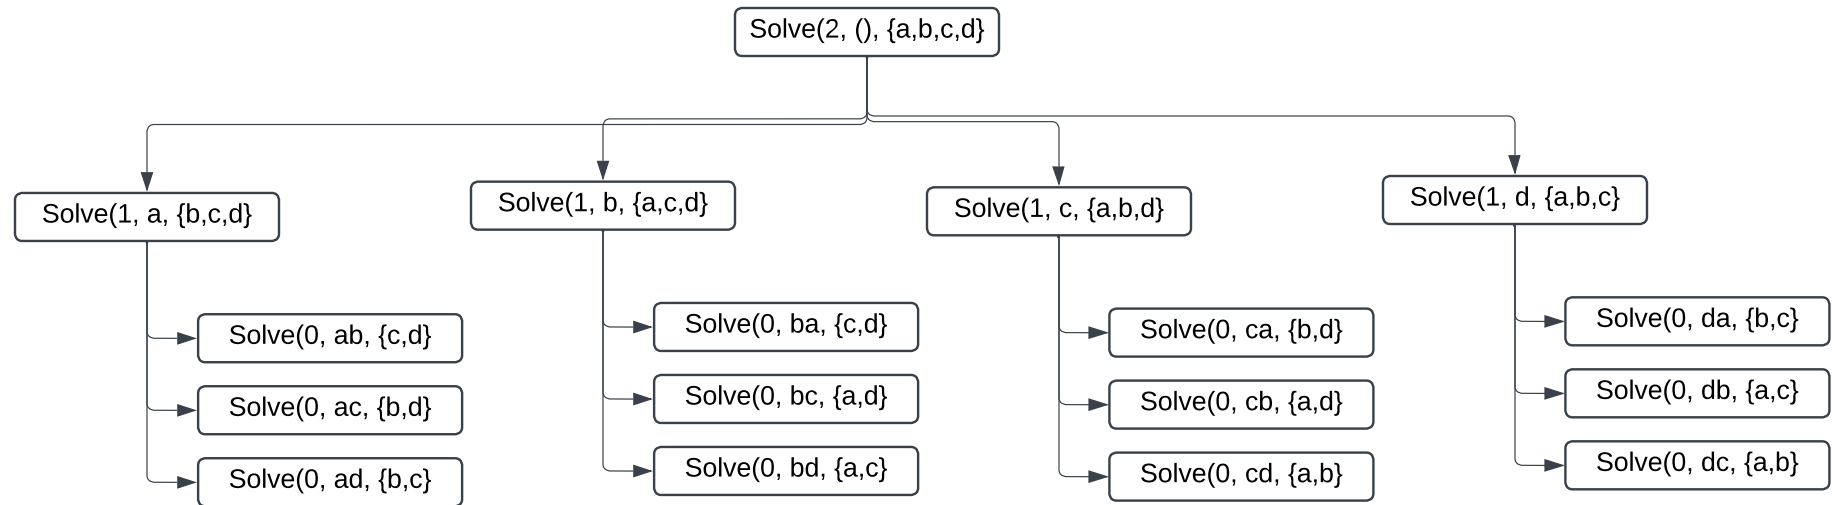 Solve(2, (), {a,b,c,d}
Solve(1, a, {b,c,d}
Solve(0, ab, {c,d}
Solve(0, ac, {b,d}
Solve(0, ad, {b,c}
Solve(1, b, {a,c,d}
Solve(0, ba, {c,d}
Solve(0, bc, {a,d}
Solve(0, bd, {a,c}
Solve(1, c, {a,b,d}
Solve(0, ca, {b,d}
Solve(0, cb, {a,d}
Solve(0, cd, {a,b}
Solve(1, d, {a,b,c}
Solve(0, da, {b,c}
Solve(0, db, {a,c}
Solve(0, dc, {a,b}